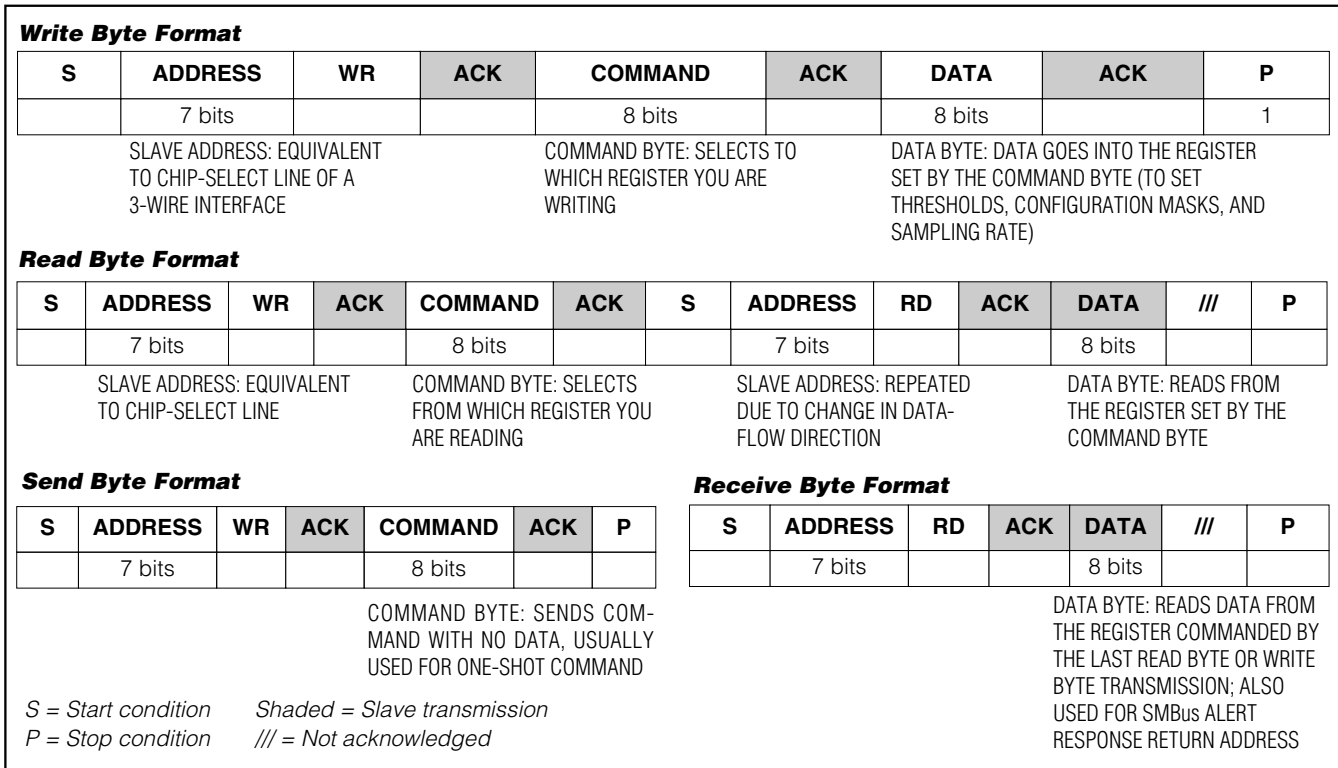 Write Byte Format
S ADDRESS WR ACK COMMAND ACK DATA ACK P
7 bits 8 bits 8 bits 1
SLAVE ADDRESS: EQUIVALENT
TO CHIP-SELECT LINE OF A
3-WIRE INTERFACE
COMMAND BYTE: SELECTS TO
WHICH REGISTER YOU ARE
WRITING
DATA BYTE: DATA GOES INTO THE REGISTER
SET BY THE COMMAND BYTE (TO SET
THRESHOLDS, CONFIGURATION MASKS, AND
SAMPLING RATE)
Read Byte Format
S ADDRESS WR ACK COMMAND ACK S ADDRESS RD ACK DATA /// P
7 bits 8 bits 7 bits 8 bits
SLAVE ADDRESS: EQUIVALENT
TO CHIP-SELECT LINE
COMMAND BYTE: SELECTS
FROM WHICH REGISTER YOU
ARE READING
SLAVE ADDRESS: REPEATED
DUE TO CHANGE IN DATA-
FLOW DIRECTION
DATA BYTE: READS FROM
THE REGISTER SET BY THE
COMMAND BYTE
Send Byte Format
S ADDRESS WR ACK COMMAND ACK P
7 bits 8 bits
COMMAND BYTE: SENDS COM-
MAND WITH NO DATA, USUALLY
USED FOR ONE-SHOT COMMAND
Receive Byte Format
S ADDRESS RD ACK DATA /// P
7 bits 8 bits
DATA BYTE: READS DATA FROM
THE REGISTER COMMANDED BY
THE LAST READ BYTE OR WRITE
BYTE TRANSMISSION; ALSO
USED FOR SMBus ALERT
RESPONSE RETURN ADDRESS
S = Start condition Shaded = Slave transmission
P = Stop condition /// = Not acknowledged